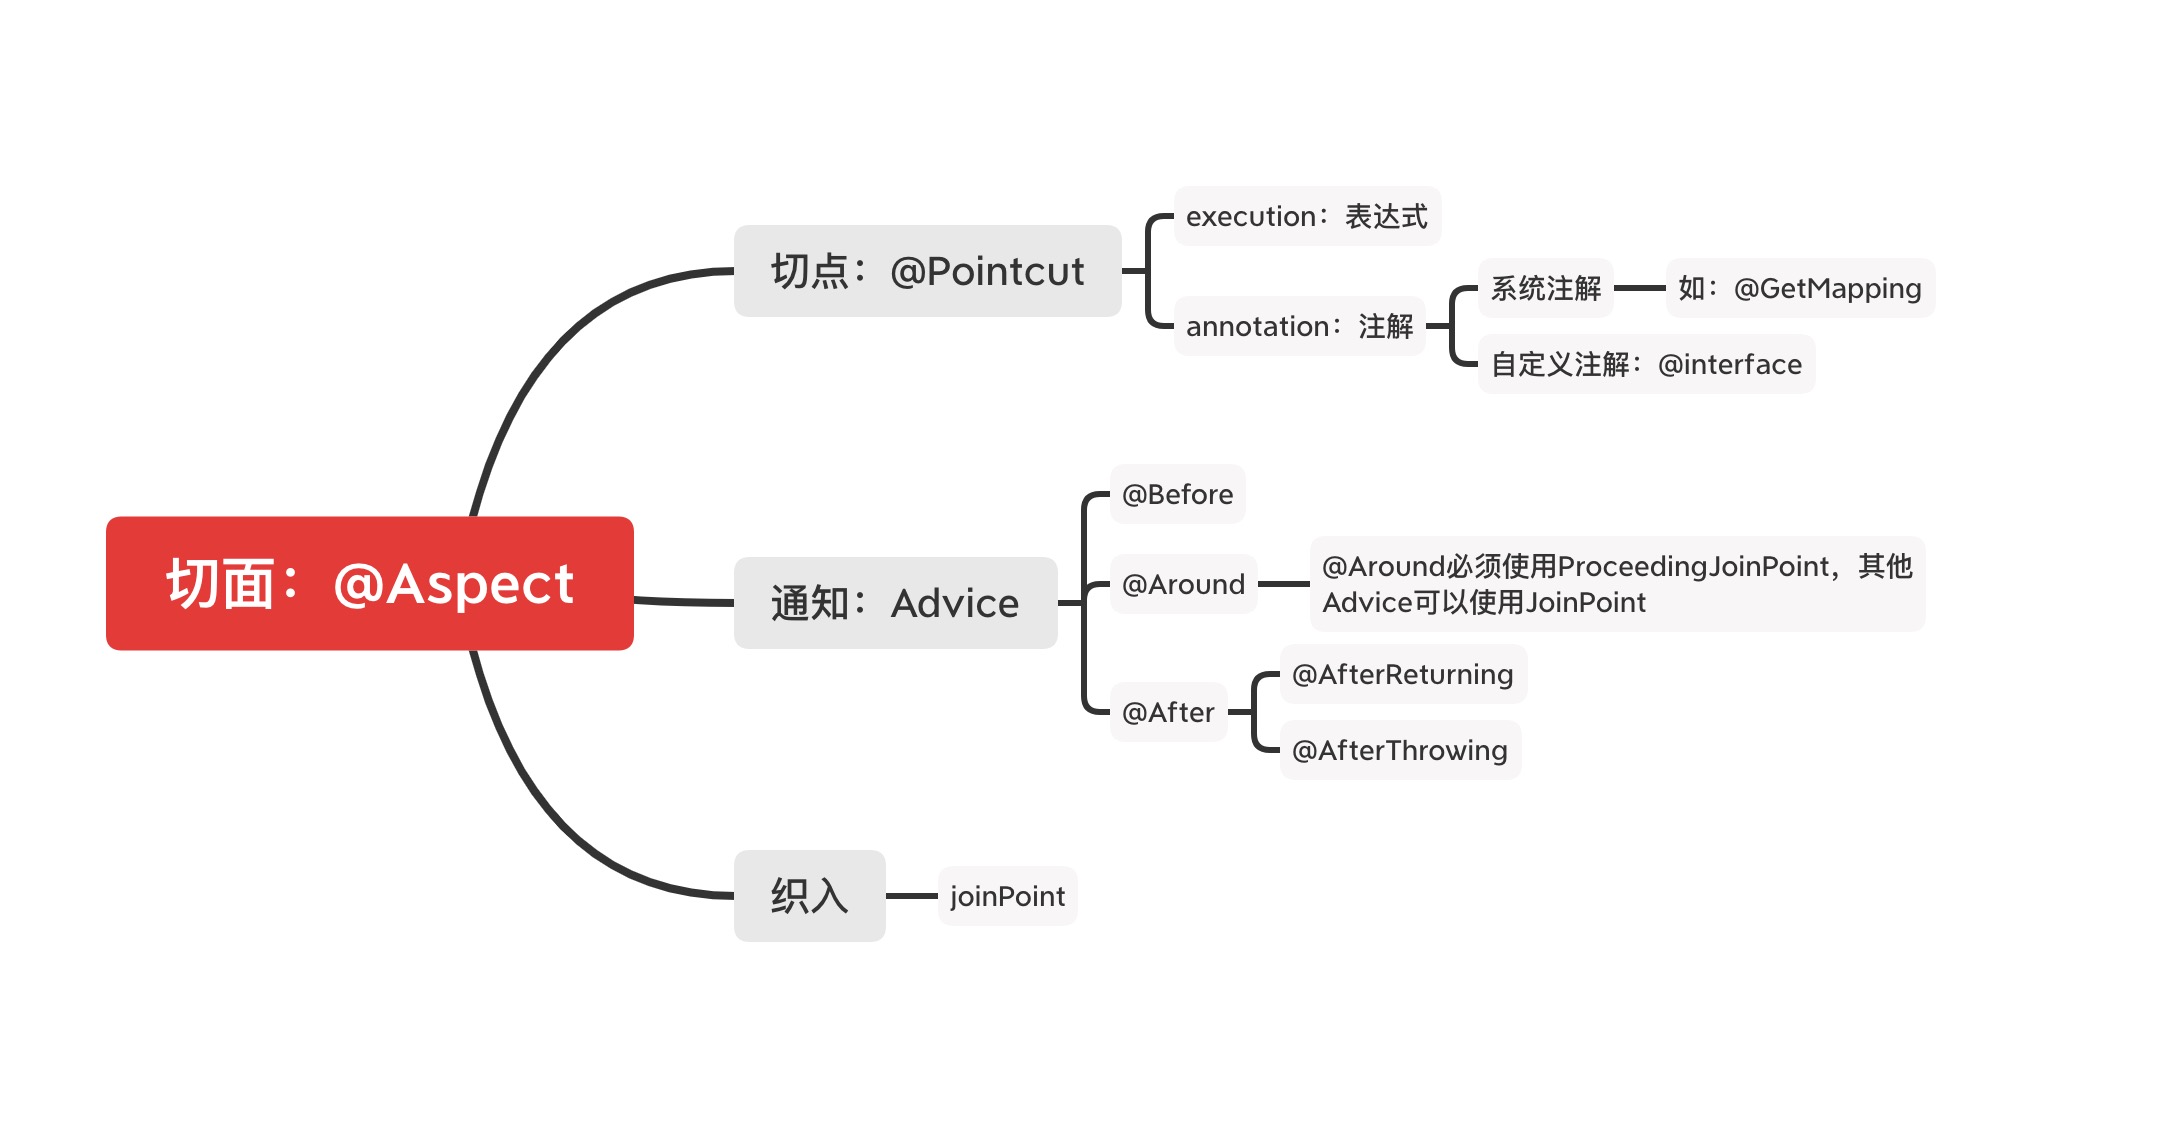 切面：@Aspect
切点：@Pointcut
execution：表达式
annotation：注解
系统注解
如：@GetMapping
自定义注解：@interface
通知：Advice
@Before
@Around
@Around必须使用ProceedingJoinPoint，其他
Advice可以使用JoinPoint
@After
@AfterReturning
@AfterThrowing
织入
joinPoint